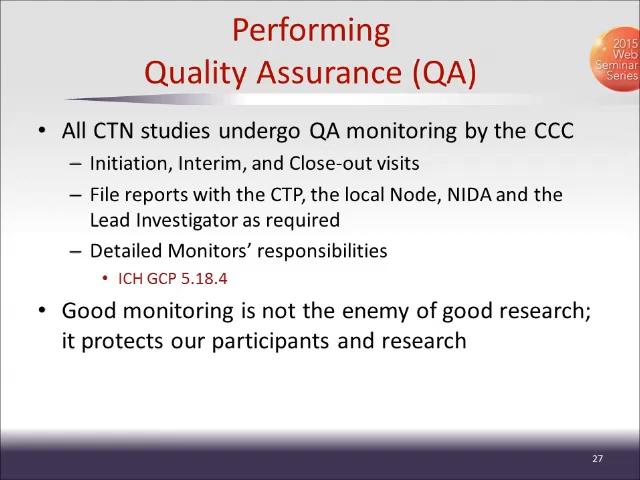 Performing
Quality Assurance (QA)
2015
Web
Seminar
Series
• All CTN studies undergo QA monitoring by the CCC
– Initiation, Interim, and Close-out visits
– File reports with the CTP, the local Node, NIDA and the
Lead Investigator as required
– Detailed Monitors’ responsibilities
• ICH GCP 5.18.4
• Good monitoring is not the enemy of good research;
it protects our participants and research
27